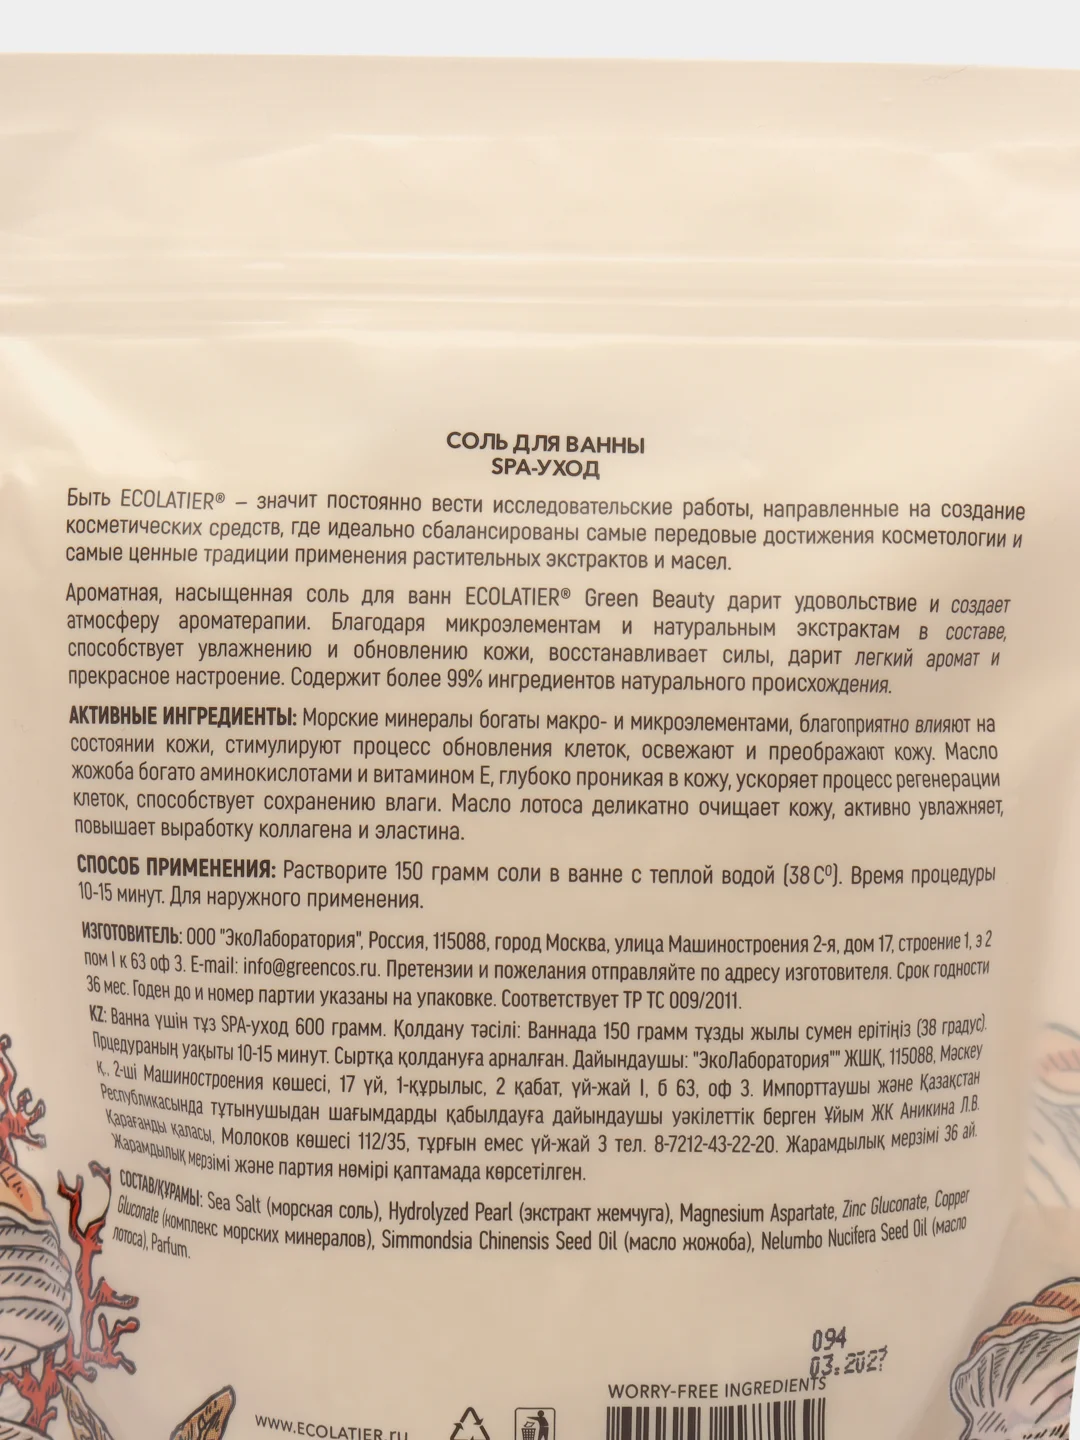 СОЛЬ ДЛЯ ВАННЫ
SPA-УХОД
Быть ECOLATIER® – значит постоянно вести исследовательские работы, направленные на создание
косметических средств, где идеально сбалансированы самые передовые достижения косметологии и
самые ценные традиции применения растительных экстрактов и масел.
Ароматная, насыщенная соль для ванн ECOLATIER® Green Beauty дарит удовольствие и создает
атмосферу ароматерапии. Благодаря микроэлементам и натуральным экстрактам в составе,
способствует увлажнению и обновлению кожи, восстанавливает силы, дарит легкий аромат и
прекрасное настроение. Содержит более 99% ингредиентов натурального происхождения.
АКТИВНЫЕ ИНГРЕДИЕНТЫ: Морские минералы богаты макро- и микроэлементами, благоприятно влияют на
состоянии кожи, стимулируют процесс обновления клеток, освежают и преображают кожу. Масло
жожоба богато аминокислотами и витамином Е, глубоко проникая в кожу, ускоряет процесс регенерации
клеток, способствует сохранению влаги. Масло лотоса деликатно очищает кожу, активно увлажняет,
повышает выработку коллагена и эластина.
СПОСОБ ПРИМЕНЕНИЯ: Растворите 150 грамм соли в ванне с теплой водой (38 С⁰). Время процедуры
10-15 минут. Для наружного применения.
ИЗГОТОВИТЕЛЬ: ООО "ЭкоЛаборатория", Россия, 115088, город Москва, улица Машиностроения 2-я, дом 17, строение 1, э 2
пом I к 63 оф 3. E-mail: info@greencos.ru. Претензии и пожелания отправляйте по адресу изготовителя. Срок годности
36 мес. Годен до и номер партии указаны на упаковке. Соответствует ТР ТС 009/2011.
KZ: Ванна үшін тұз SPA-уход 600 грамм. Қолдану тәсілі: Ваннада 150 грамм тұзды жылы сумен ерітіңіз (38 градус).
Прцедураның уақыты 10-15 минут. Сыртқа қолдануға арналған. Дайындаушы: "ЭкоЛаборатория"" ЖШҚ, 115088, Мәскеу
қ., 2-ші Машиностроения көшесі, 17 үй, 1-құрылыс, 2 қабат, үй-жай I, б 63, оф 3. Импорттаушы және Қазақстан
Республикасында тұтынушыдан шағымдарды қабылдауға дайындаушы уәкілеттік берген Ұйым ЖК Аникина Л.В.
Қарағанды қаласы, Молоков көшесі 112/35, тұрғын емес үй-жай 3 тел. 8-7212-43-22-20. Жарамдылық мерзімі 36 ай.
Жарамдылық мерзімі және партия нөмірі қаптамада көрсетілген.
СОСТАВ/ҚҰРАМЫ: Sea Salt (морская соль), Hydrolyzed Pearl (экстракт жемчуга), Magnesium Aspartate, Zinc Gluconate, Copper
Gluconate (комплекс морских минералов), Simmondsia Chinensis Seed Oil (масло жожоба), Nelumbo Nucifera Seed Oil (масло
лотоса), Parfum.
094
03.2027
WORRY-FREE INGREDIENTS
WWW.ECOLATIER.ru